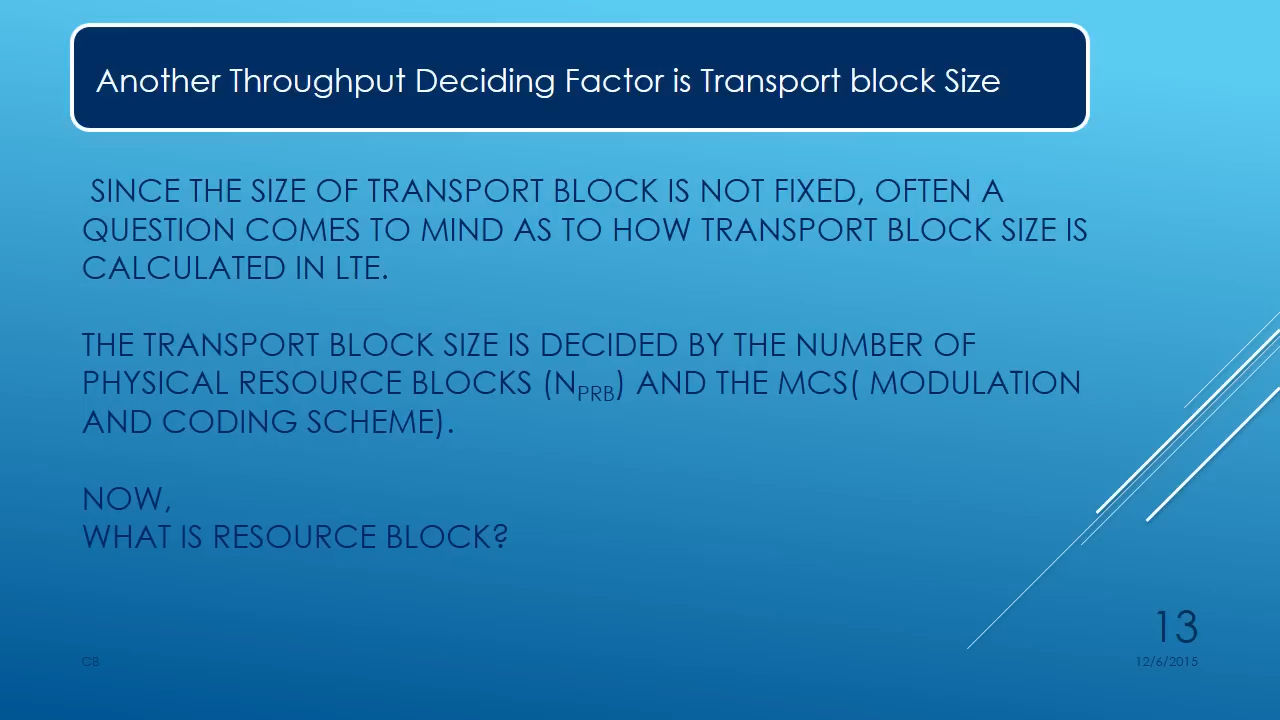 Another Throughput Deciding Factor is Transport block Size
SINCE THE SIZE OF TRANSPORT BLOCK IS NOT FIXED, OFTEN A
QUESTION COMES TO MIND AS TO HOW TRANSPORT BLOCK SIZE IS
CALCULATED IN LTE.
THE TRANSPORT BLOCK SIZE IS DECIDED BY THE NUMBER OF
PHYSICAL RESOURCE BLOCKS (NPRB) AND THE MCS( MODULATION
AND CODING SCHEME).
NOW,
WHAT IS RESOURCE BLOCK?
13
CB
12/6/2015